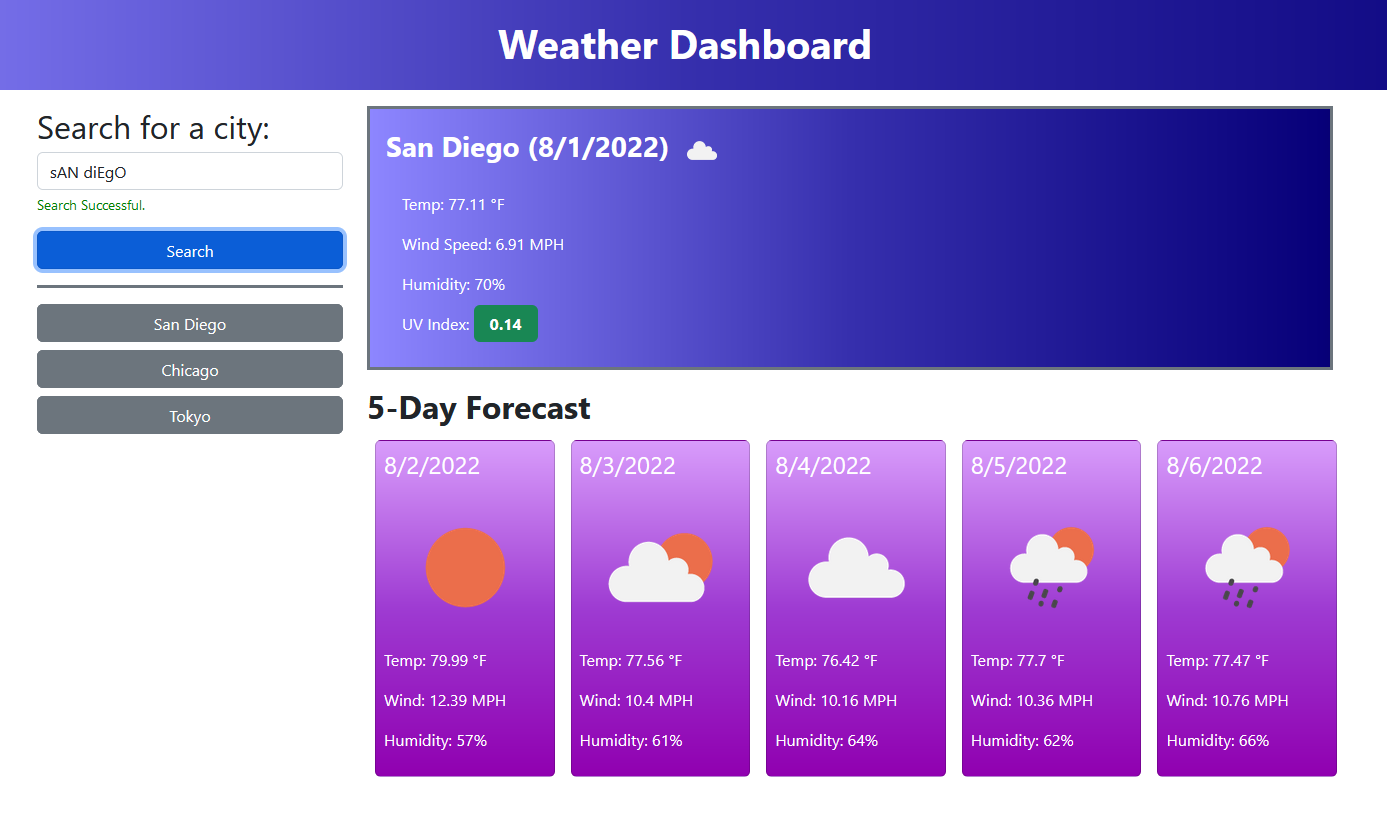 Weather Dashboard
Search for a city:
sAN diEgO
Search Successful.
Search
San Diego
Chicago
Tokyo
San Diego (8/1/2022)
Temp: 77.11 °F
Wind Speed: 6.91 MPH
Humidity: 70%
UV Index: 0.14
5-Day Forecast
8/2/2022
Temp: 79.99 °F
Wind: 12.39 MPH
Humidity: 57%
8/3/2022
Temp: 77.56 °F
Wind: 10.4 MPH
Humidity: 61%
8/4/2022
Temp: 76.42 °F
Wind: 10.16 MPH
Humidity: 64%
8/5/2022
Temp: 77.7 °F
Wind: 10.36 MPH
Humidity: 62%
8/6/2022
Temp: 77.47 °F
Wind: 10.76 MPH
Humidity: 66%